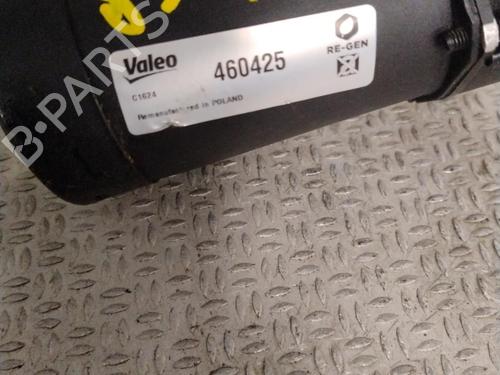 Valeo
460425
RE-GEN
C1624
Remanufactured in POLAND
B-PARTS